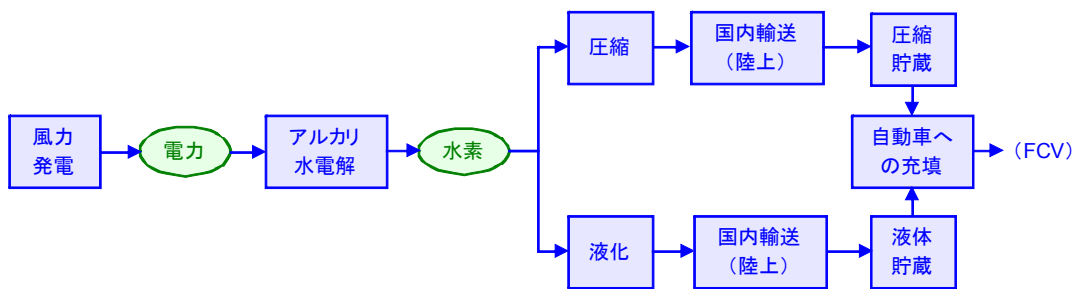 風力
発電
電力
アルカリ
水電解
水素
圧縮
国内輸送
（陸上）
圧縮
貯蔵
液化
国内輸送
（陸上）
液体
貯蔵
自動車へ
の充填
（FCV）